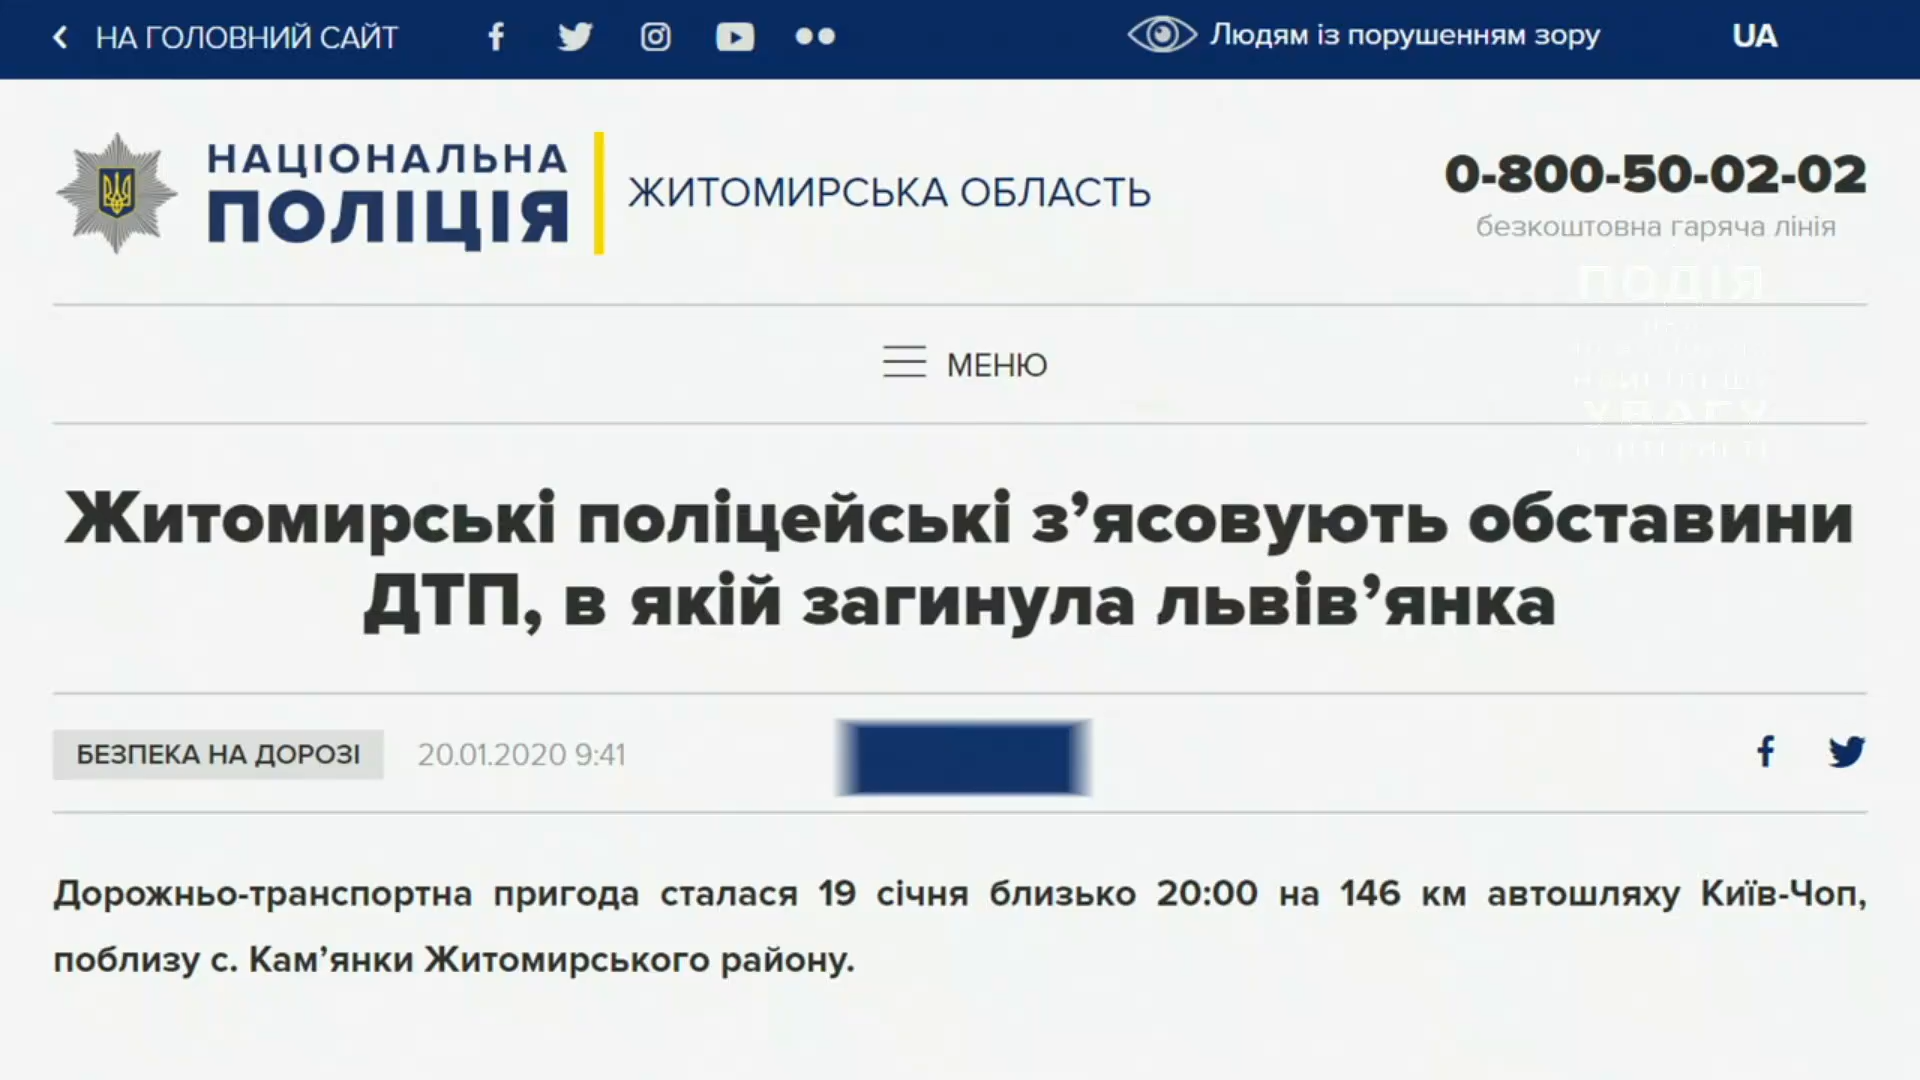 НА ГОЛОВНИЙ САЙТ
Людям із порушенням зору
UA
НАЦІОНАЛЬНА
ПОЛІЦІЯ
ЖИТОМИРСЬКА ОБЛАСТЬ
0-800-50-02-02
безкоштовна гаряча лінія
ПОДІЯ
УВАГУ
МЕНЮ
Житомирські поліцейські з’ясовують обставини
ДТП, в якій загинула львів’янка
БЕЗПЕКА НА ДОРОЗІ
20.01.2020 9:41
Дорожньо-транспортна пригода сталася 19 січня близько 20:00 на 146 км автошляху Київ-Чоп,
поблизу с. Кам’янки Житомирського району.